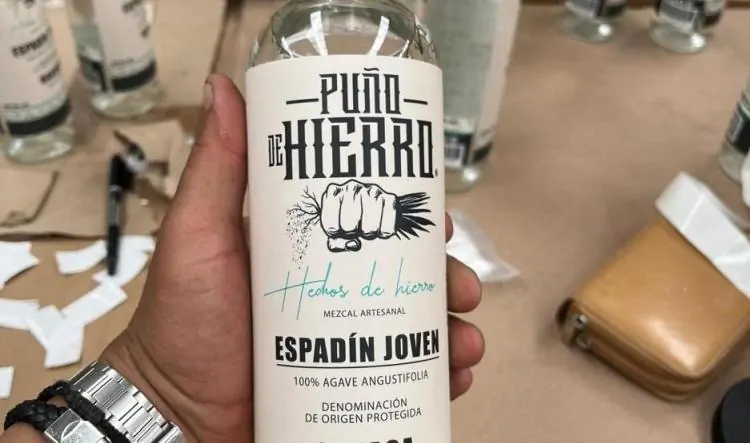 PUÑO
DE HIERRO®
Hechos de hierro
MEZCAL ARTESANAL
ESPADÍN JOVEN
100% AGAVE ANGUSTIFOLIA
DENOMINACIÓN
DE ORIGEN PROTEGIDA